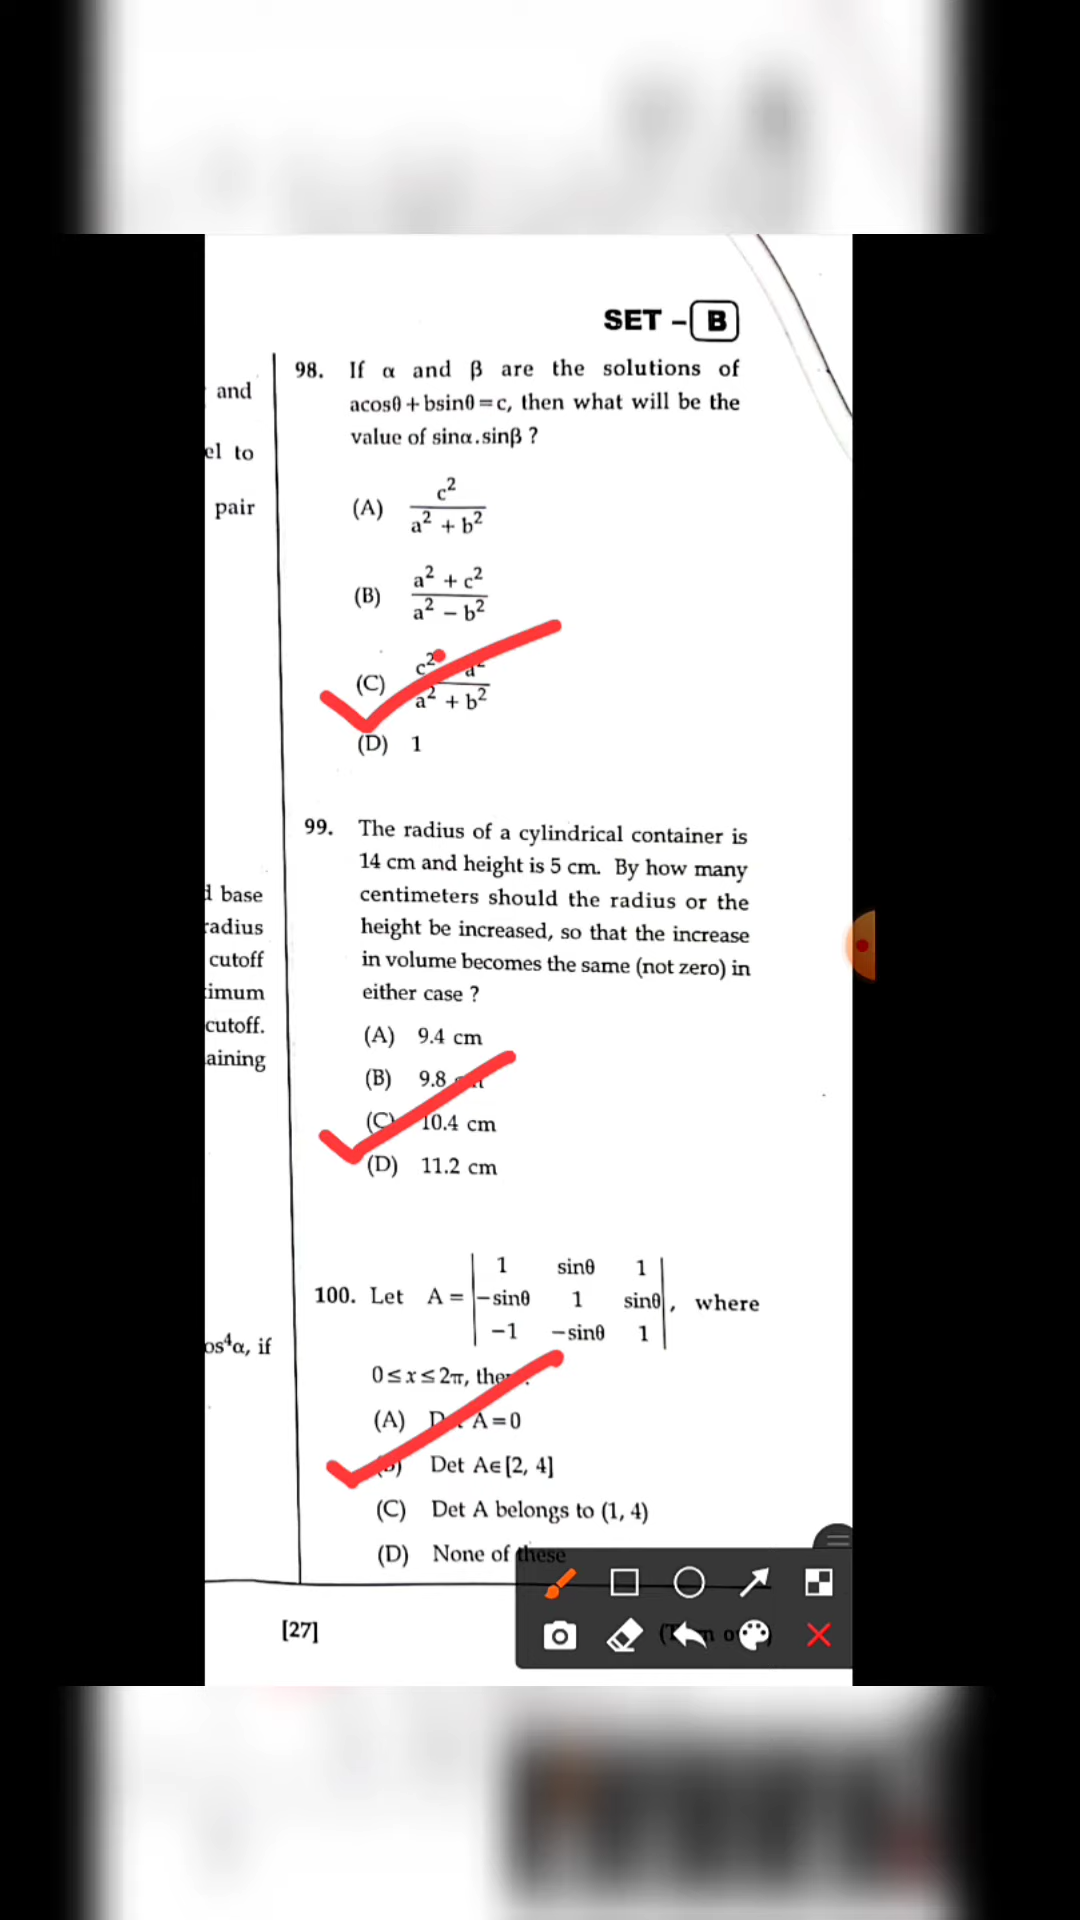 SET - B
and
el to
pair
98. If α and β are the solutions of
acosθ + bsinθ = c, then what will be the
value of sinα.sinβ ?
(A) c² / a² + b²
(B) a² + c² / a² − b²
(C) c² a² / a² + b²
(D) 1
d base
radius
cutoff
imum
cutoff.
aining
99. The radius of a cylindrical container is
14 cm and height is 5 cm. By how many
centimeters should the radius or the
height be increased, so that the increase
in volume becomes the same (not zero) in
either case ?
(A) 9.4 cm
(B) 9.8
(C) 10.4 cm
(D) 11.2 cm
os⁴α, if
1 sinθ 1
100. Let A = −sinθ 1 sinθ , where
−1 −sinθ 1
0 ≤ x ≤ 2π, then
(A) Det A = 0
(B) Det A∈[2, 4]
(C) Det A belongs to (1, 4)
(D) None of these
[27]